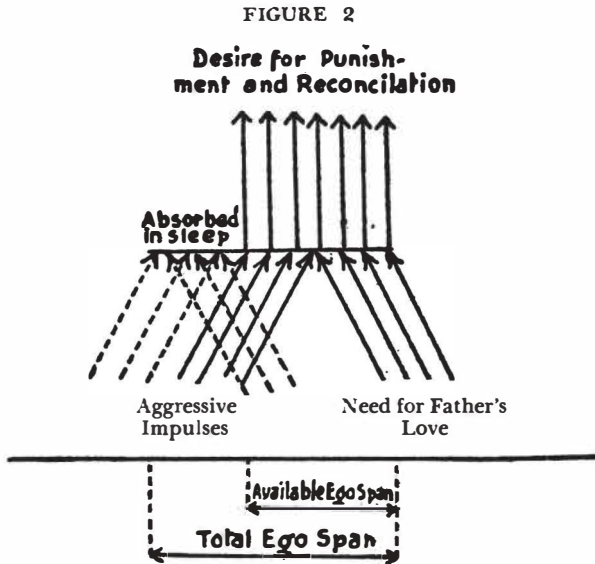 FIGURE 2
Desire for Punish-
ment and Reconcilation
Absorbed
in sleep
Aggressive
Impulses
Need for Father's
Love
Available Ego Span
Total Ego Span